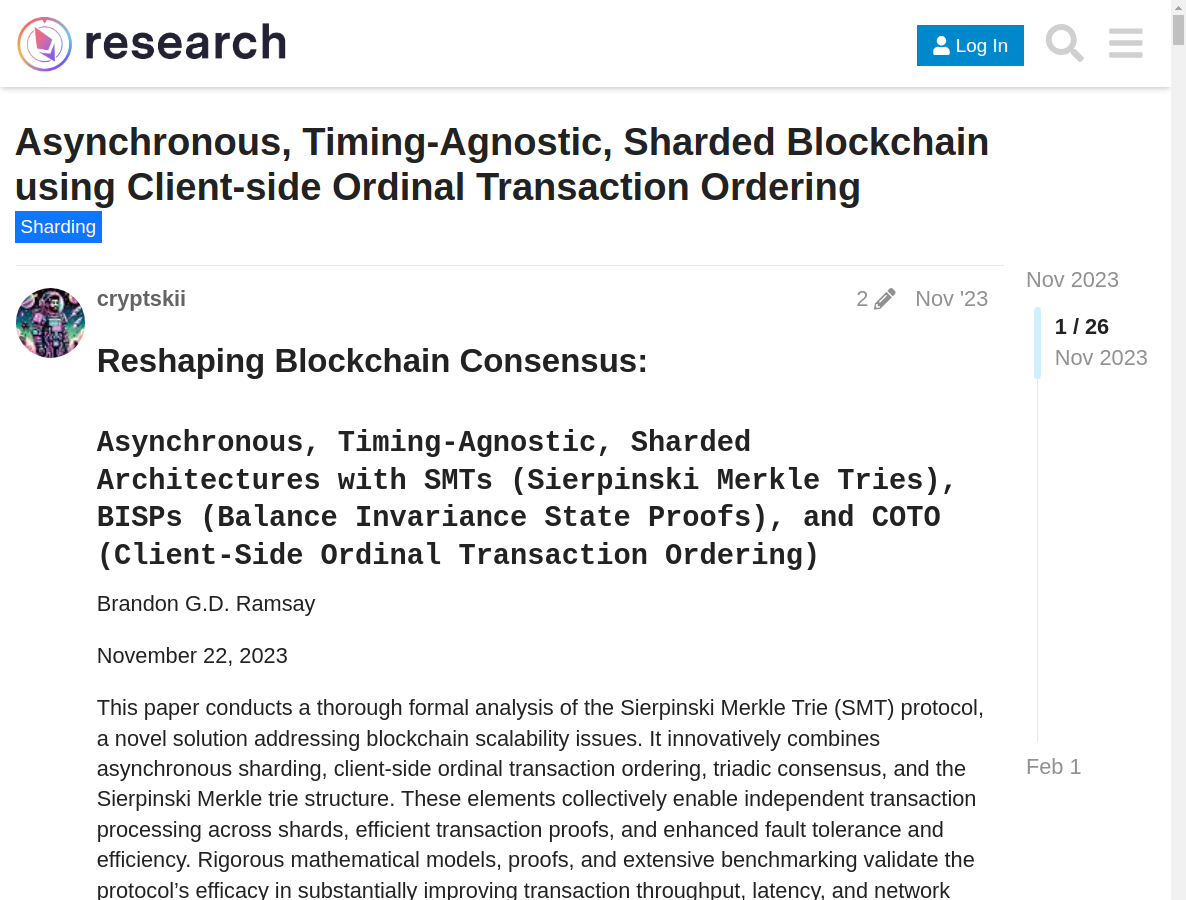 research
Log In
Asynchronous, Timing-Agnostic, Sharded Blockchain
using Client-side Ordinal Transaction Ordering
Sharding
cryptskii
2
Nov '23
Nov 2023
1 / 26
Nov 2023
Feb 1
Reshaping Blockchain Consensus:
Asynchronous, Timing-Agnostic, Sharded
Architectures with SMTs (Sierpinski Merkle Tries),
BISPs (Balance Invariance State Proofs), and COTO
(Client-Side Ordinal Transaction Ordering)
Brandon G.D. Ramsay
November 22, 2023
This paper conducts a thorough formal analysis of the Sierpinski Merkle Trie (SMT) protocol,
a novel solution addressing blockchain scalability issues. It innovatively combines
asynchronous sharding, client-side ordinal transaction ordering, triadic consensus, and the
Sierpinski Merkle trie structure. These elements collectively enable independent transaction
processing across shards, efficient transaction proofs, and enhanced fault tolerance and
efficiency. Rigorous mathematical models, proofs, and extensive benchmarking validate the
protocol’s efficacy in substantially improving transaction throughput, latency, and network